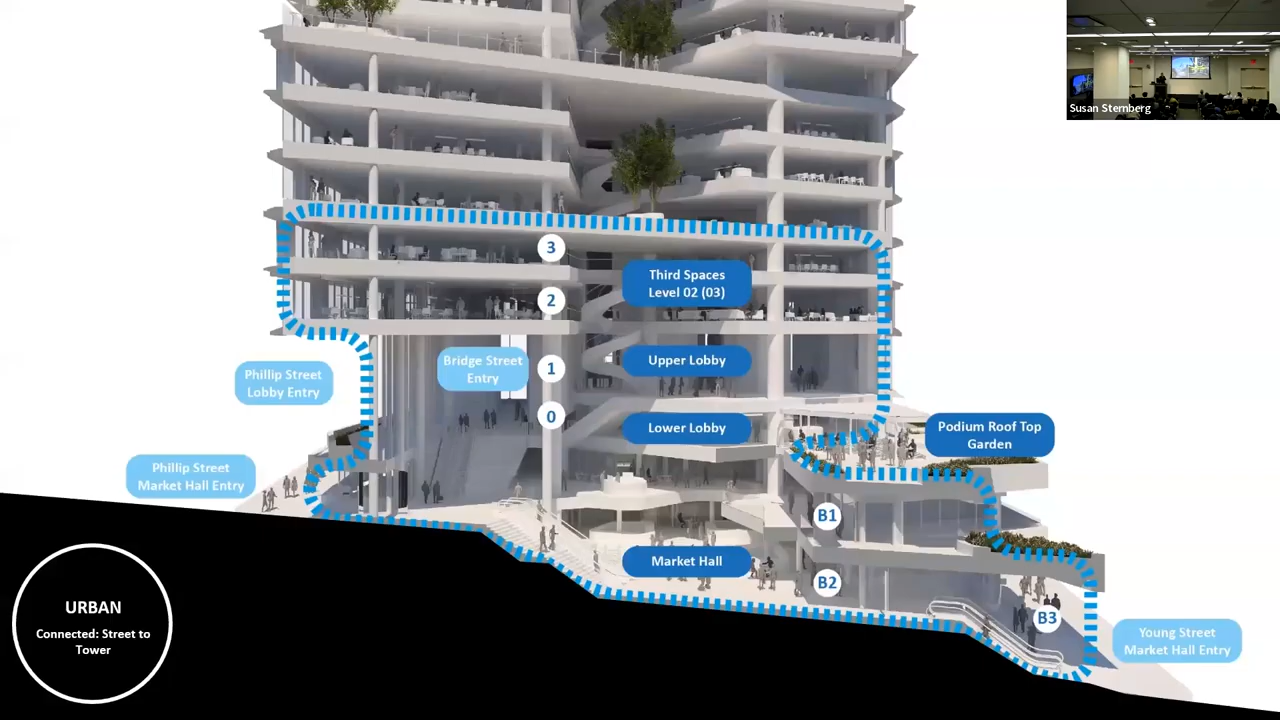 Susan Sternberg
3
Third Spaces
Level 02 (03)
2
Bridge Street
Entry
Upper Lobby
1
Phillip Street
Lobby Entry
0
Lower Lobby
Podium Roof Top
Garden
Phillip Street
Market Hall Entry
B1
Market Hall
B2
B3
URBAN
Connected: Street to
Tower
Young Street
Market Hall Entry